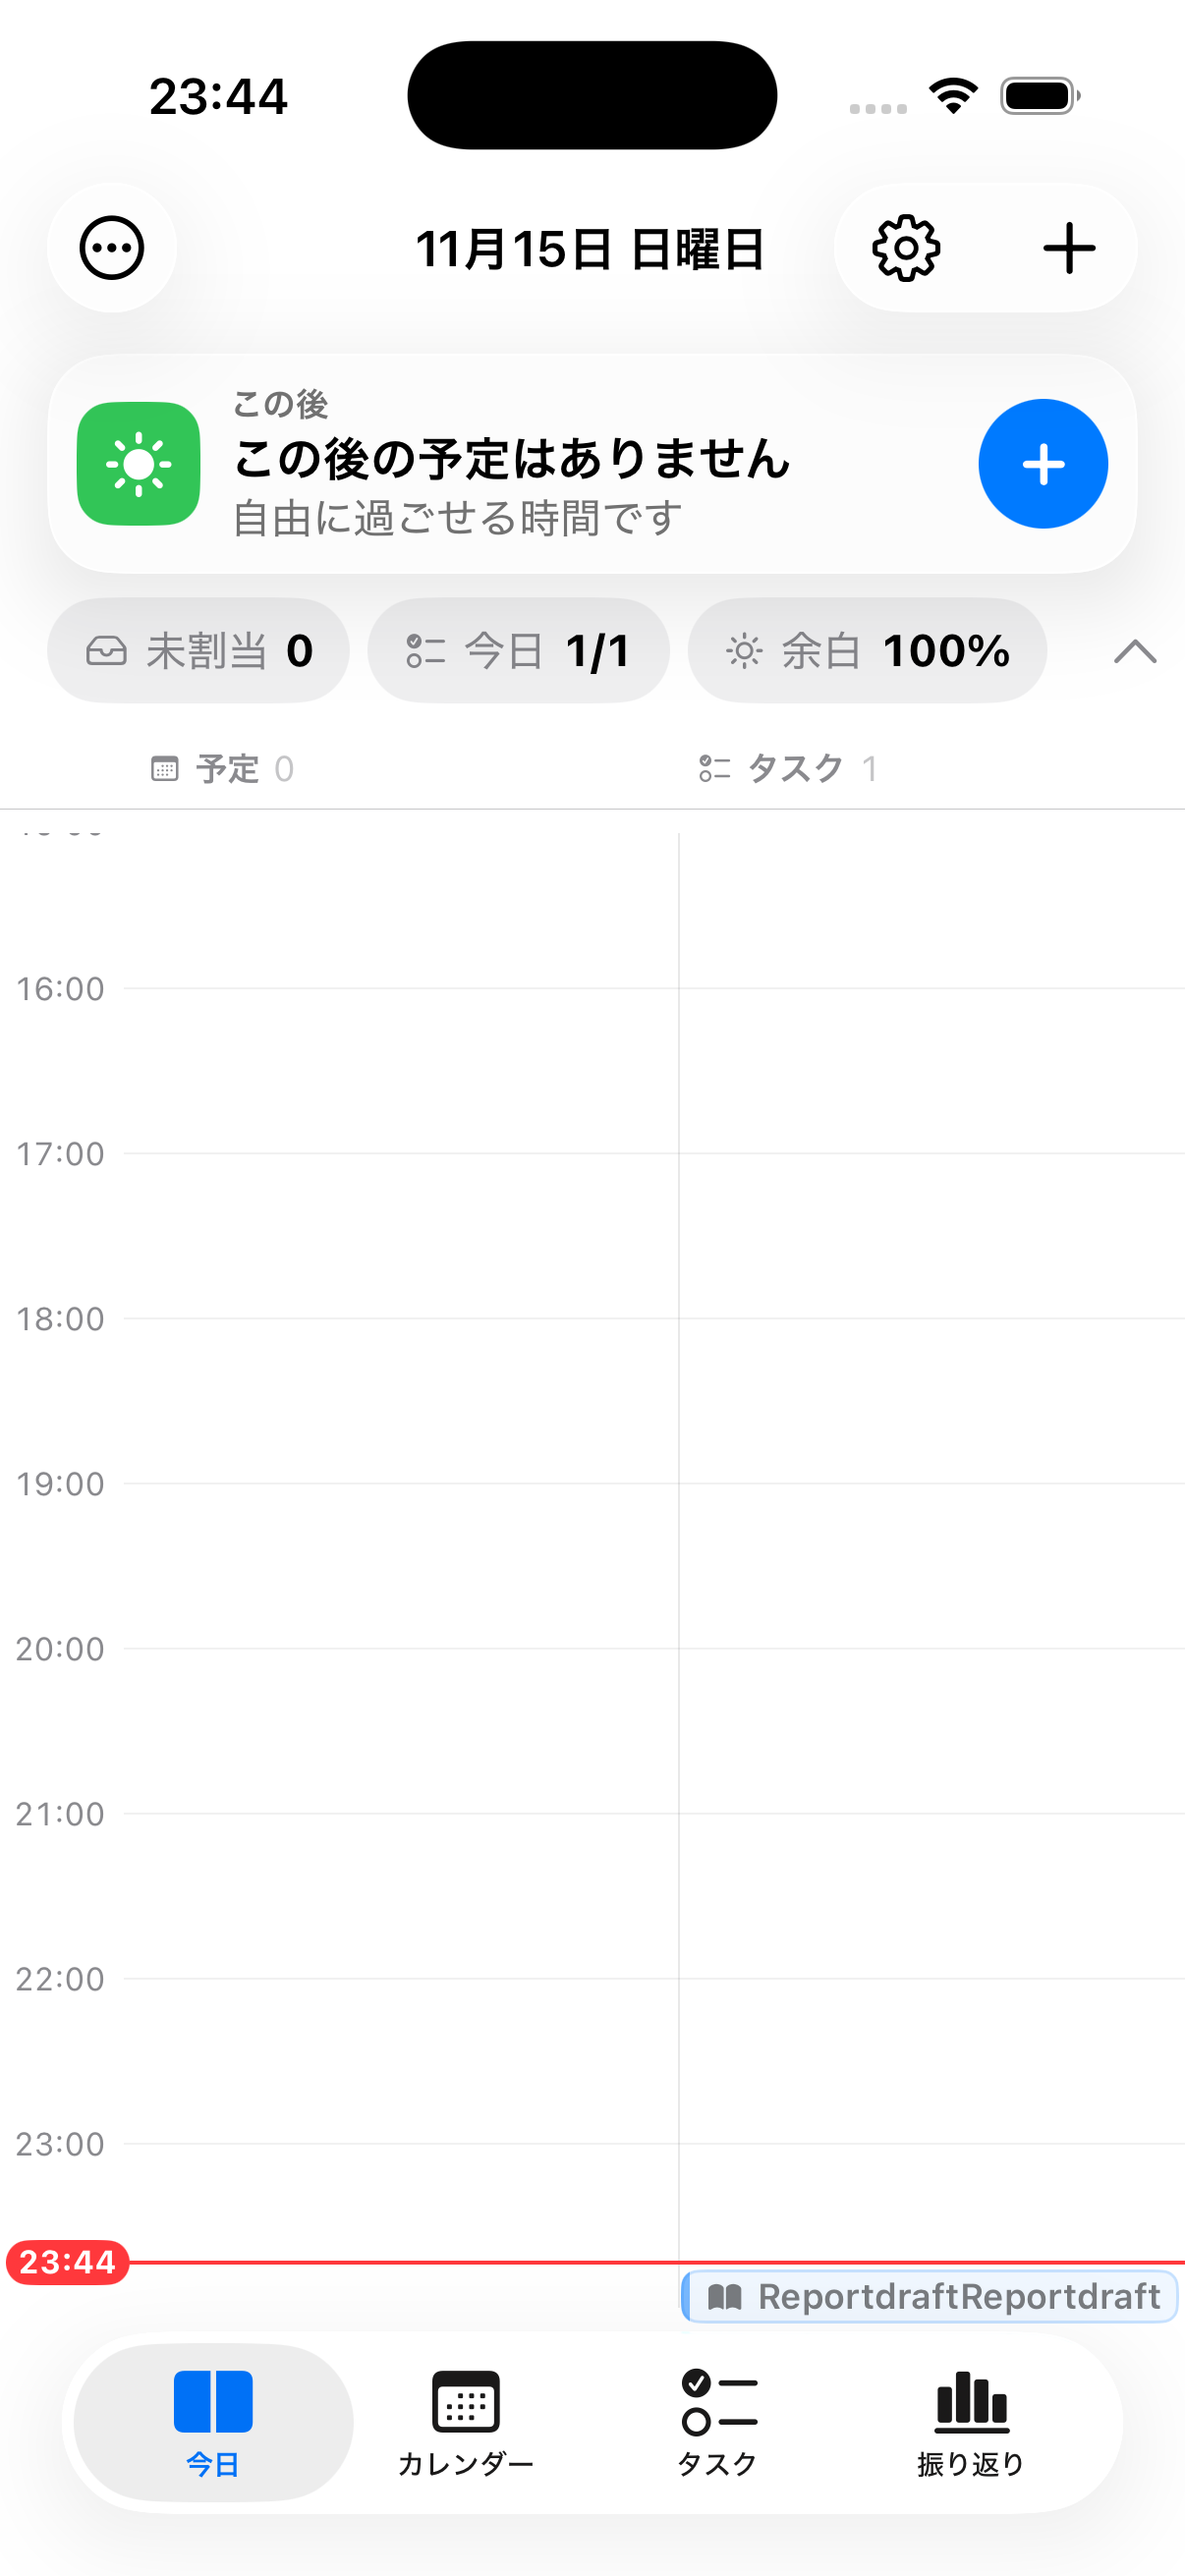 23:44
11月15日 日曜日
この後
この後の予定はありません
自由に過ごせる時間です
未割当 0
今日 1/1
余白 100%
予定 0
タスク 1
16:00
17:00
18:00
19:00
20:00
21:00
22:00
23:00
23:44
ReportdraftReportdraft
今日
カレンダー
タスク
振り返り